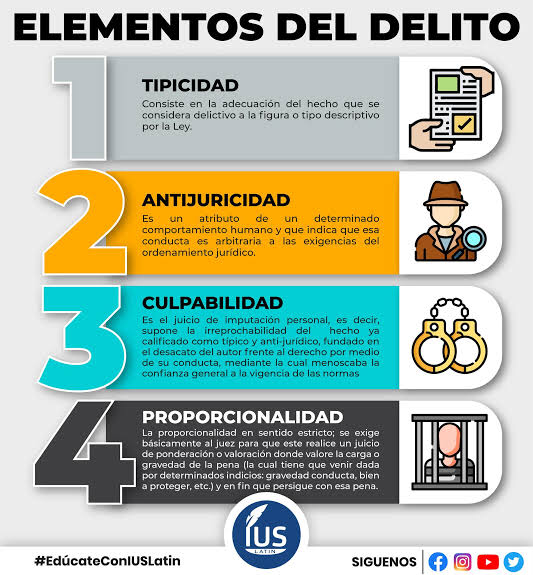 ELEMENTOS DEL DELITO
1
TIPICIDAD
Consiste en la adecuación del hecho que se
considera delictivo a la figura o tipo descriptivo
por la Ley.
2
ANTIJURICIDAD
Es un atributo de un determinado
comportamiento humano y que indica que esa
conducta es arbitraria a las exigencias del
ordenamiento jurídico.
3
CULPABILIDAD
Es el juicio de imputación personal, es decir,
supone la irreprochabilidad del hecho ya
calificado como típico y anti-jurídico, fundado en
el desacato del autor frente al derecho por medio
de su conducta, mediante la cual menoscaba la
confianza general a la vigencia de las normas
4
PROPORCIONALIDAD
La proporcionalidad en sentido estricto; se exige
básicamente al juez para que este realice un juicio
de ponderación o valoración donde valore la carga o
gravedad de la pena (la cual tiene que venir dada
por determinados indicios: gravedad conducta, bien
a proteger, etc.) y en fin que persigue con esa pena.
IUS
LATIN
#EdúcateConIUSLatin
SIGUENOS